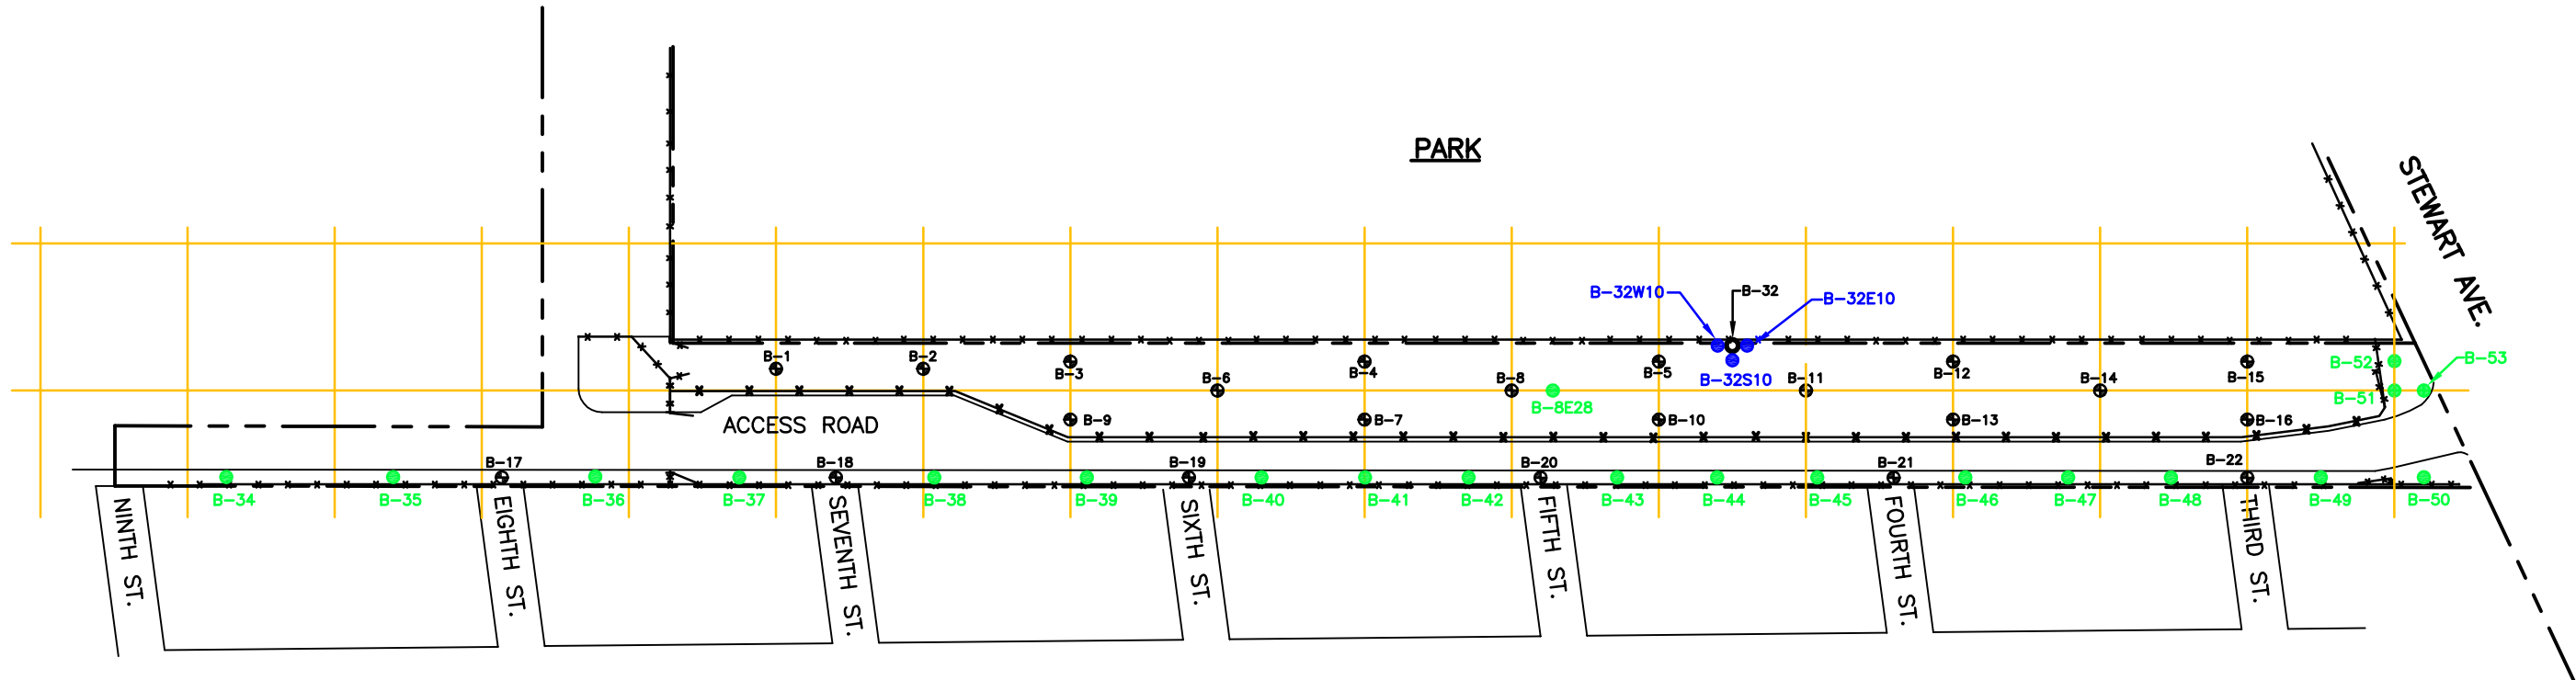 PARK
STEWART AVE.
B-32W10
B-32
B-32E10
B-1
B-2
B-3
B-6
B-4
B-8
B-5
B-32S10
B-11
B-12
B-14
B-15
B-52
B-53
B-51
B-8E28
ACCESS ROAD
B-9
B-7
B-10
B-13
B-16
B-17
B-18
B-19
B-20
B-21
B-22
B-34
B-35
B-36
B-37
B-38
B-39
B-40
B-41
B-42
B-43
B-44
B-45
B-46
B-47
B-48
B-49
B-50
NINTH ST.
EIGHTH ST.
SEVENTH ST.
SIXTH ST.
FIFTH ST.
FOURTH ST.
THIRD ST.